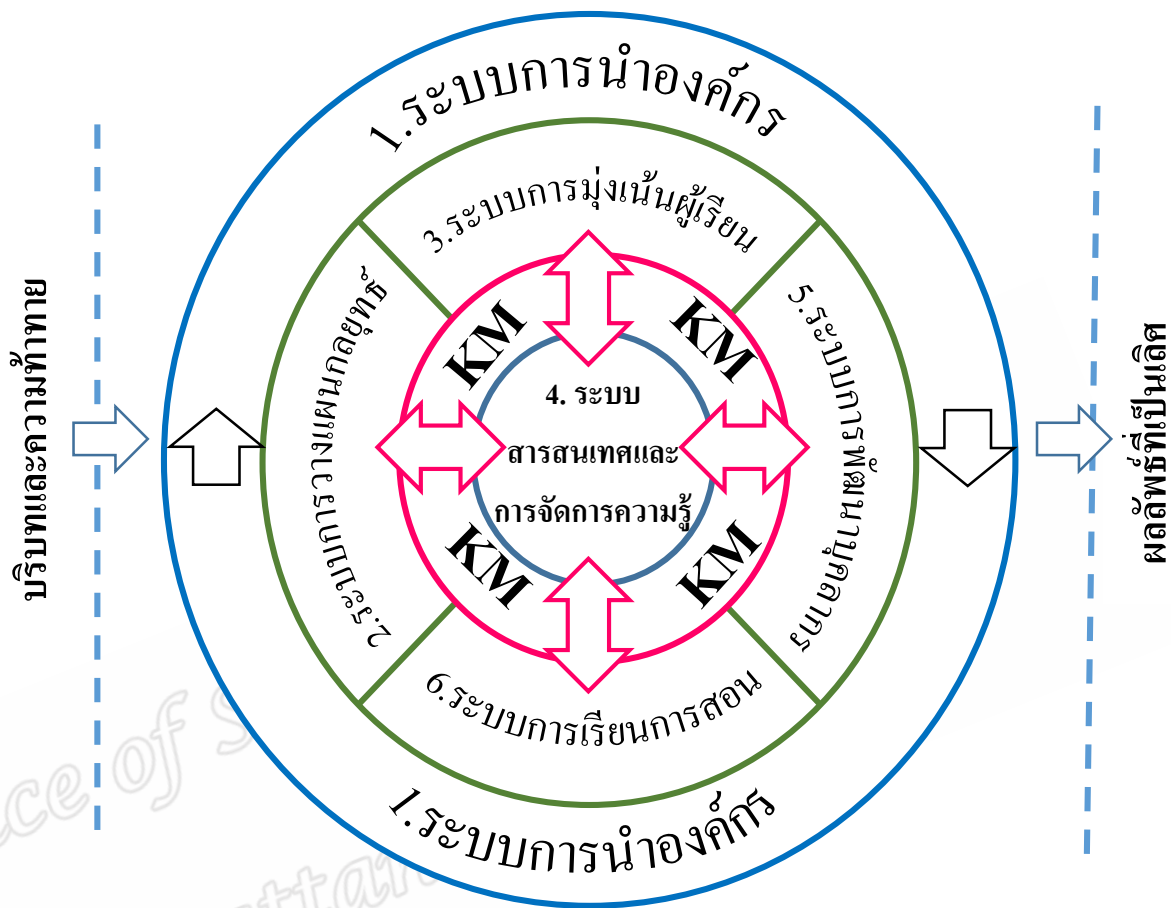 1.ระบบการนำองค์กร
3.ระบบการมุ่งเน้นผู้เรียน
บริบทและความท้าทาย
2.ระบบการวางแผนกลยุทธ์
KM
KM
4. ระบบ
สารสนเทศและ
การจัดการความรู้
KM
KM
5.ระบบการพัฒนาบุคลากร
ผลลัพธ์ที่เป็นเลิศ
6.ระบบการเรียนการสอน
1.ระบบการนำองค์กร
of